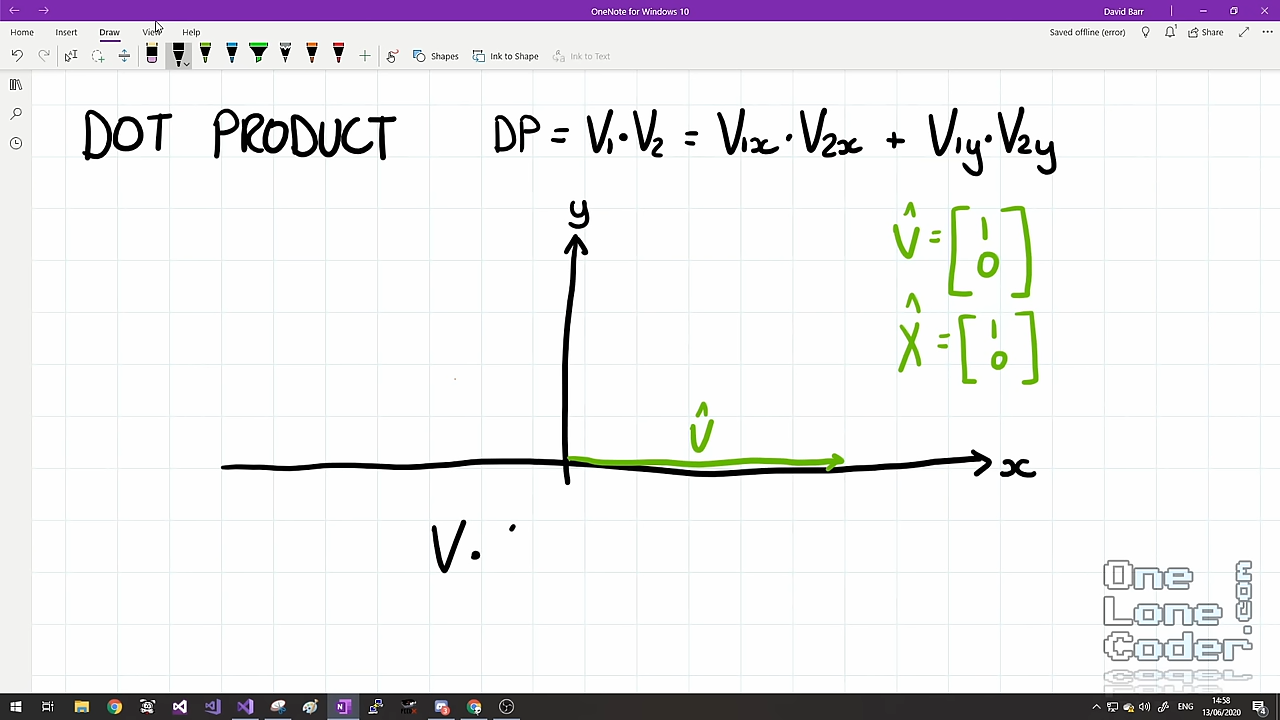 OneNote for Windows 10
David Barr
Home Insert Draw View Help
Saved offline (error) Share
Shapes Ink to Shape Ink to Text
DOT PRODUCT DP = V₁·V₂ = V₁x·V₂x + V₁y·V₂y
y
V̂ = [1 0]
X̂ = [1 0]
V̂
x
V·
One
Lone
Coder
.com
14:58
13/06/2020